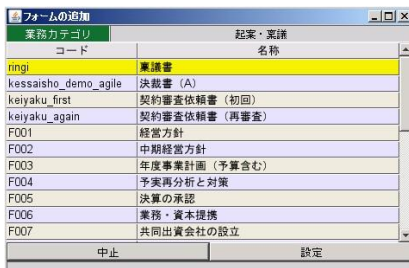 フォームの追加
業務カテゴリ 起案・稟議
コード 名称
ringi 稟議書
kessaisho_demo_agile 決裁書（A）
keiyaku_first 契約審査依頼書（初回）
keiyaku_again 契約審査依頼書（再審査）
F001 経営方針
F002 中期経営方針
F003 年度事業計画（予算含む）
F004 予実再分析と対策
F005 決算の承認
F006 業務・資本提携
F007 共同出資会社の設立
中止 設定